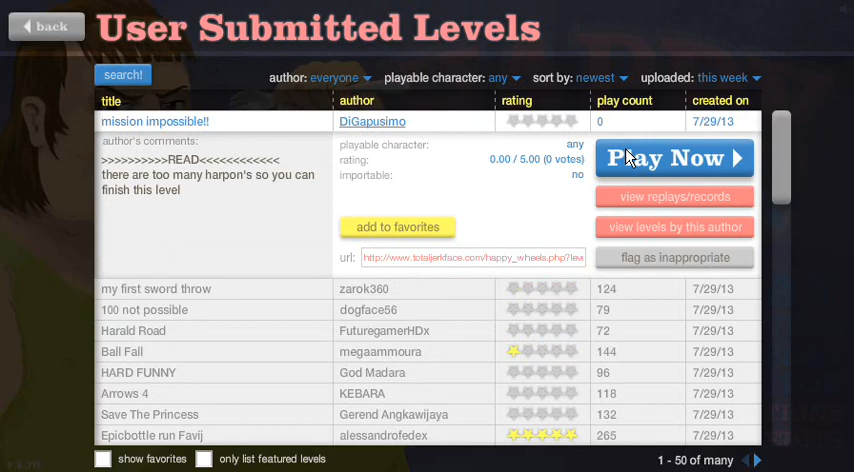 back
User Submitted Levels
search!
author: everyone playable character: any sort by: newest uploaded: this week
title author rating play count created on
mission impossible!! DiGapusimo 0 7/29/13
author's comments:
>>>>>>>>>>READ<<<<<<<<<<<<
there are too many harpon's so you can
finish this level
playable character: any
rating: 0.00 / 5.00 (0 votes)
importable: no
add to favorites
url: http://www.totaljerkface.com/happy_wheels.php?leve
Play Now
view replays/records
view levels by this author
flag as inappropriate
my first sword throw zarok360 124 7/29/13
100 not possible dogface56 79 7/29/13
Harald Road FuturegamerHDx 72 7/29/13
Ball Fall megaammoura 144 7/29/13
HARD FUNNY God Madara 96 7/29/13
Arrows 4 KEBARA 118 7/29/13
Save The Princess Gerend Angkawijaya 132 7/29/13
Epicbottle run Favij alessandrofedex 265 7/29/13
show favorites only list featured levels 1 - 50 of many